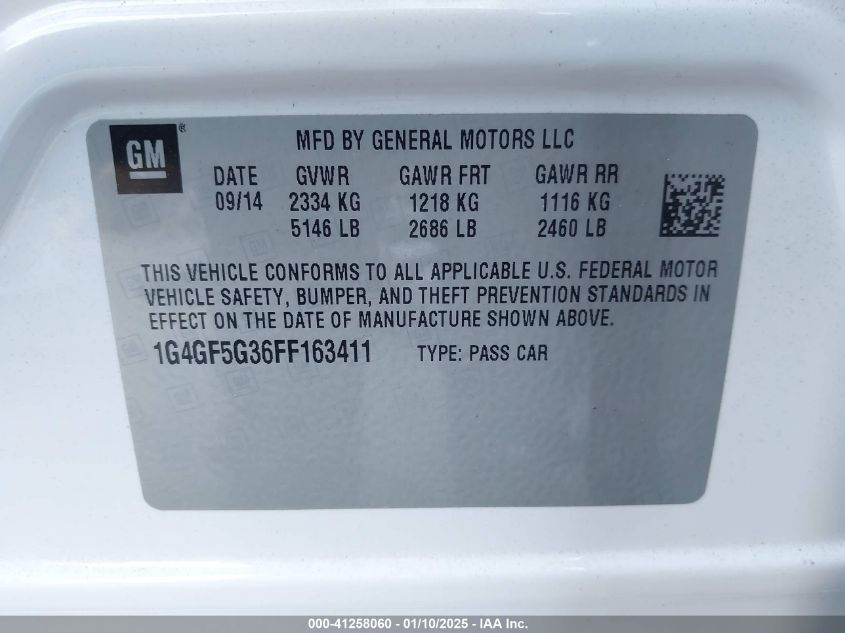 GM®
MFD BY GENERAL MOTORS LLC
DATE GVWR GAWR FRT GAWR RR
09/14 2334 KG 1218 KG 1116 KG
5146 LB 2686 LB 2460 LB
THIS VEHICLE CONFORMS TO ALL APPLICABLE U.S. FEDERAL MOTOR
VEHICLE SAFETY, BUMPER, AND THEFT PREVENTION STANDARDS IN
EFFECT ON THE DATE OF MANUFACTURE SHOWN ABOVE.
1G4GF5G36FF163411 TYPE: PASS CAR
000-41258060 - 01/10/2025 - IAA Inc.